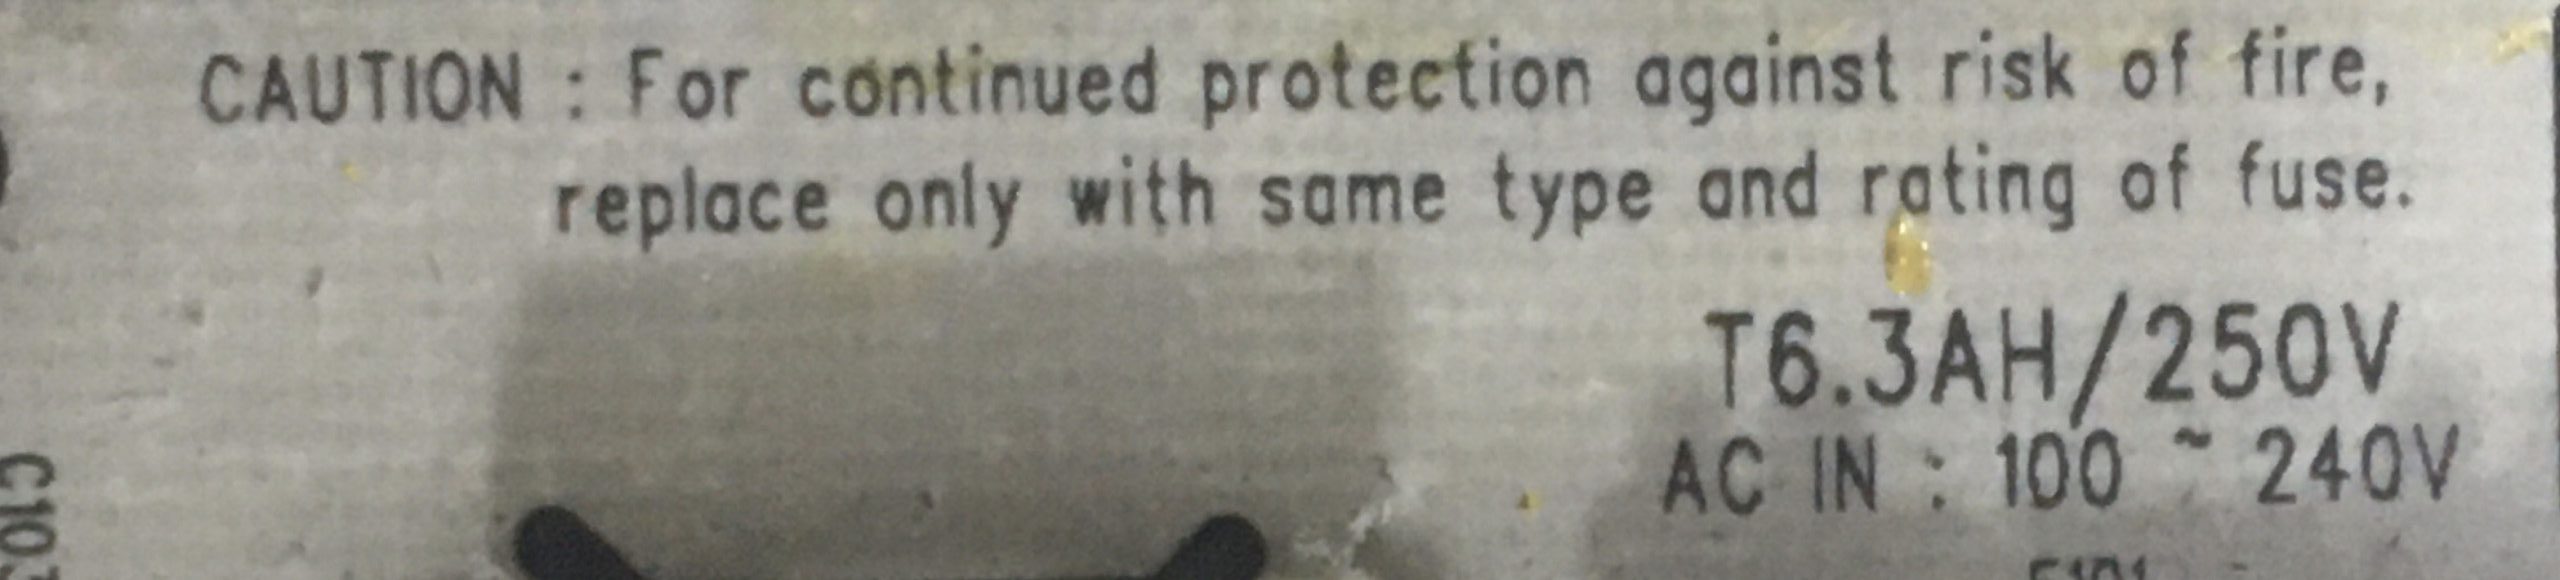 CAUTION : For continued protection against risk of fire,
replace only with same type and rating of fuse.
T6.3AH/250V
AC IN : 100 ~ 240V